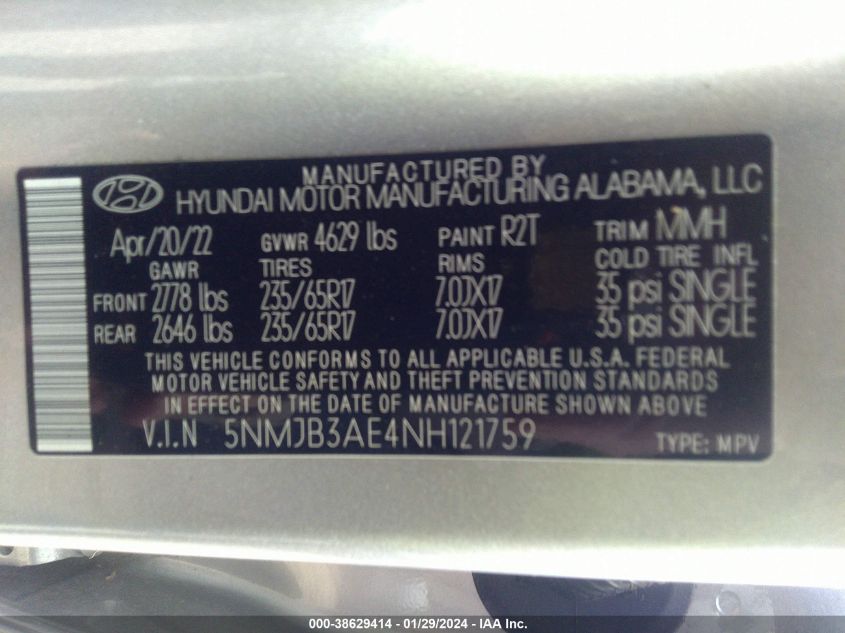 MANUFACTURED BY
HYUNDAI MOTOR MANUFACTURING ALABAMA, LLC
Apr/20/22 GVWR 4629 lbs PAINT R2T TRIM MMH
GAWR TIRES RIMS COLD TIRE INFL
FRONT 2778 lbs 235/65R17 7.0JX17 35 psi SINGLE
REAR 2646 lbs 235/65R17 7.0JX17 35 psi SINGLE
THIS VEHICLE CONFORMS TO ALL APPLICABLE U.S.A. FEDERAL
MOTOR VEHICLE SAFETY AND THEFT PREVENTION STANDARDS
IN EFFECT ON THE DATE OF MANUFACTURE SHOWN ABOVE
V.I.N 5NMJB3AE4NH121759 TYPE: MPV
000-38629414 - 01/29/2024 - IAA Inc.